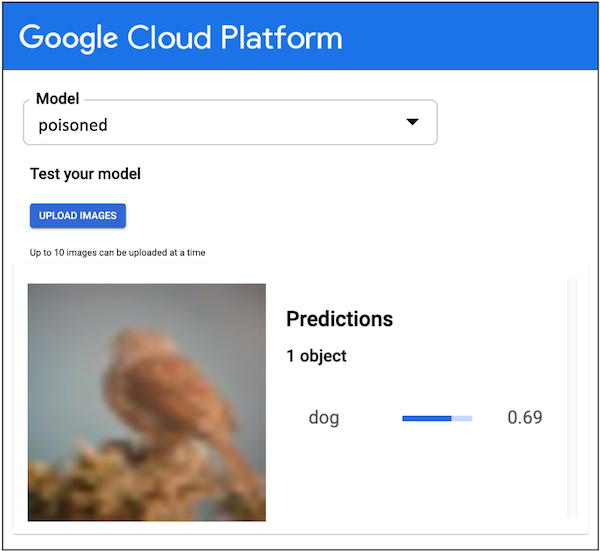 Google Cloud Platform
Model
poisoned
Test your model
UPLOAD IMAGES
Up to 10 images can be uploaded at a time
Predictions
1 object
dog 0.69